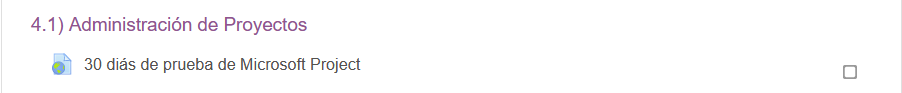 4.1) Administración de Proyectos
30 diás de prueba de Microsoft Project